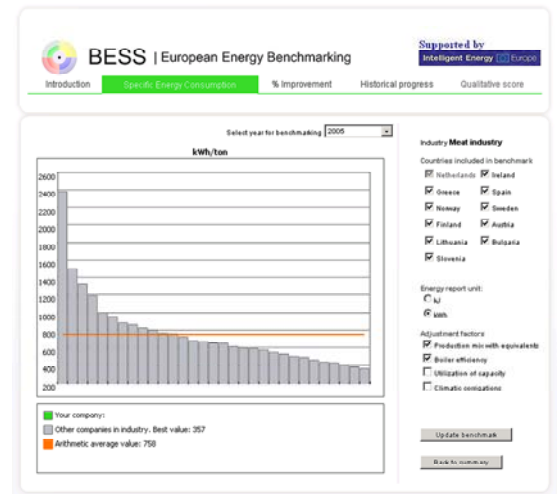 BESS | European Energy Benchmarking
Supported by
Intelligent Energy Europe
Introduction
Specific Energy Consumption
% Improvement
Historical progress
Qualitative score
Select year for benchmarking 2005
kWh/ton
2600
2400
2200
2000
1800
1600
1400
1200
1000
800
600
400
200
Your company:
Other companies in industry. Best value: 357
Arithmetic average value: 758
Industry Meat industry
Countries included in benchmark
Netherlands Ireland
Greece Spain
Norway Sweden
Finland Austria
Lithuania Bulgaria
Slovenia
Energy report unit:
kJ
kWh
Adjustment factors
Production mix with equivalents
Boiler efficiency
Utilization of capacity
Climatic
Update benchmark
Back to summary